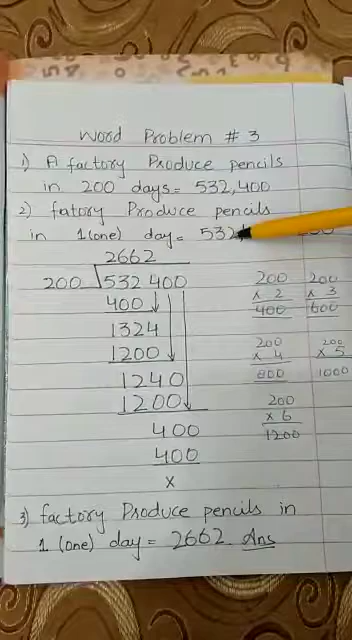 Word Problem # 3
1) A factory Produce pencils
in 200 days = 532,400
2) fatory Produce pencils
in 1 (one) day = 532,
2662
200 532400
400
1324
1200
1240
1200
400
400
x
200 200
x 2 x 3
400 600
200 200
x 4 x 5
800 1000
200
x 6
1200
3) factory Produce pencils in
1 (one) day = 2662 Ans